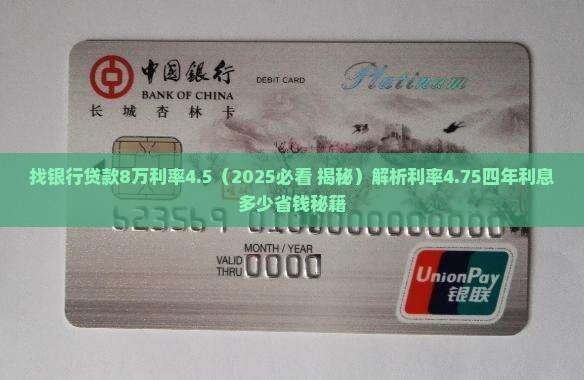 中国银行
DEBIT CARD
Platinum
BANK OF CHINA
长城杏林卡
找银行贷款8万利率4.5（2025必看 揭秘）解析利率4.75四年利息
多少省钱秘籍
MONTH / YEAR
VALID
THRU 0000
UnionPay
银联